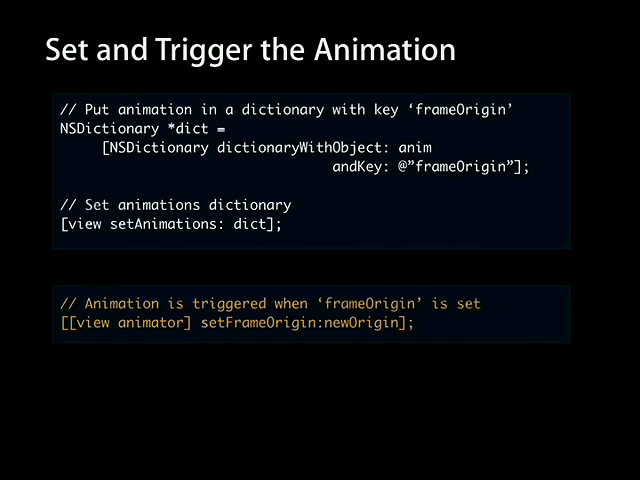 Set and Trigger the Animation
// Put animation in a dictionary with key ‘frameOrigin’
NSDictionary *dict =
[NSDictionary dictionaryWithObject: anim
andKey: @”frameOrigin”];
// Set animations dictionary
[view setAnimations: dict];
// Animation is triggered when ‘frameOrigin’ is set
[[view animator] setFrameOrigin:newOrigin];